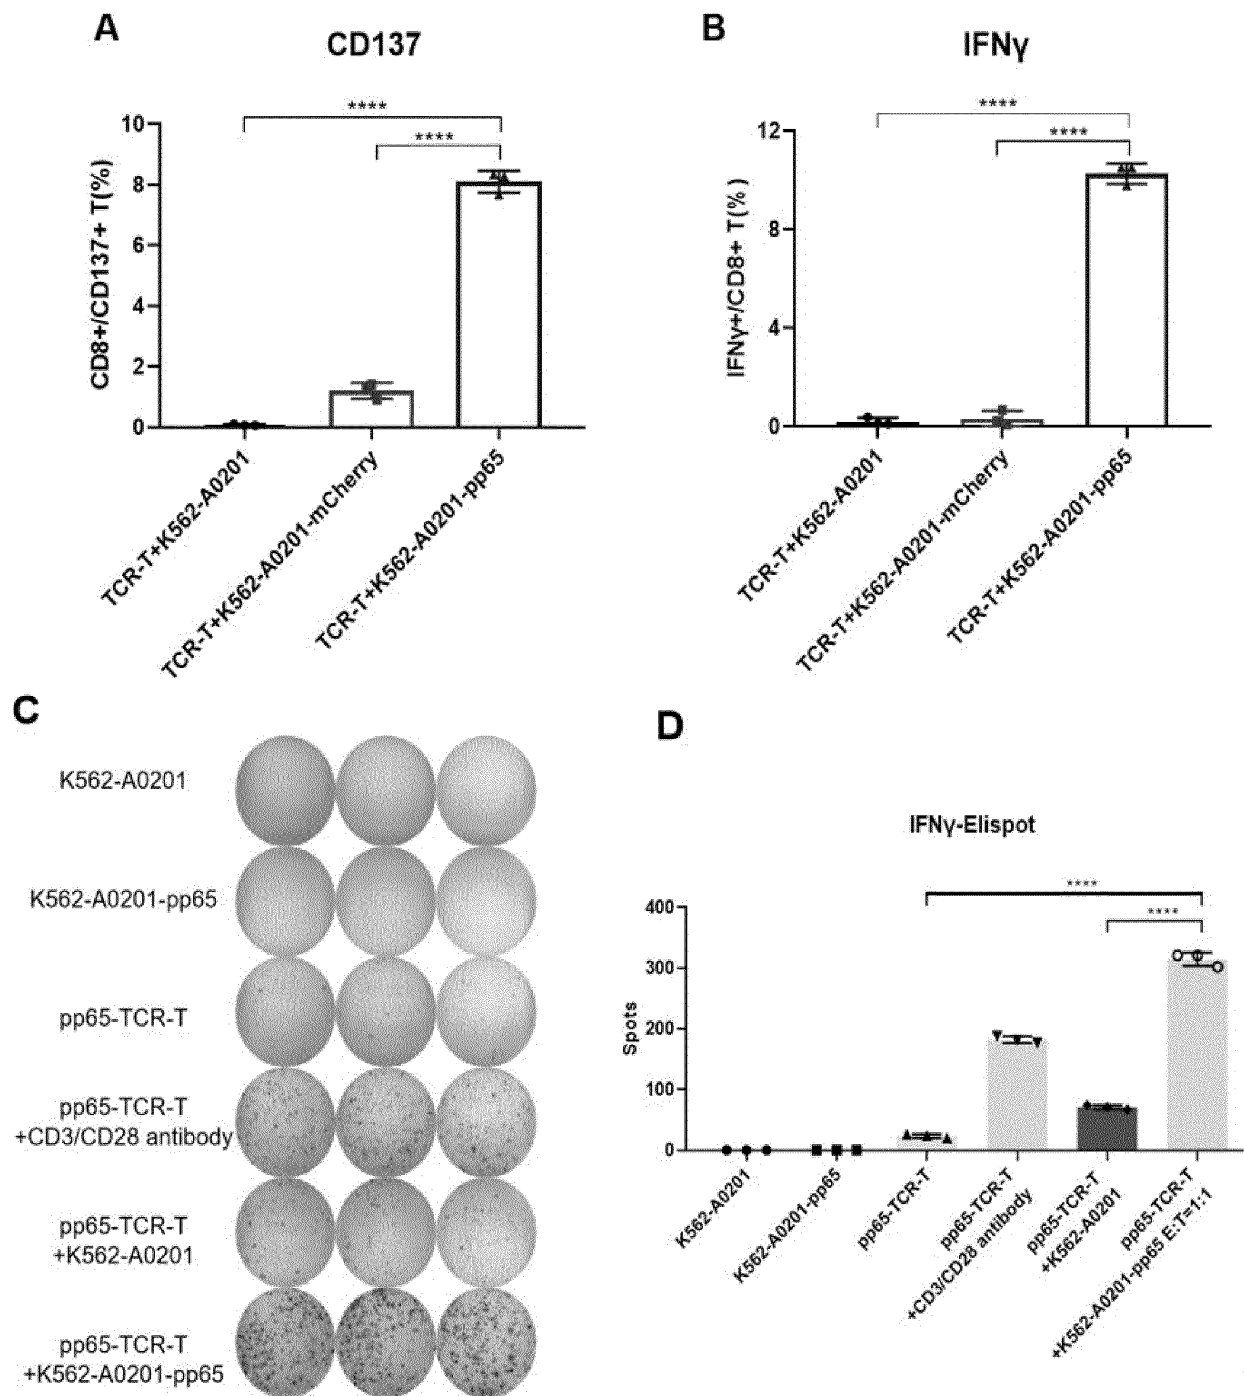 A
CD137
CD8+/CD137+ T(%)
10
8
6
4
2
0
****
****
TCR-T+K562-A0201
TCR-T+K562-A0201-mCherry
TCR-T+K562-A0201-pp65
B
IFNγ
IFNγ+/CD8+ T(%)
12
8
4
0
****
****
TCR-T+K562-A0201
TCR-T+K562-A0201-mCherry
TCR-T+K562-A0201-pp65
C
K562-A0201
K562-A0201-pp65
pp65-TCR-T
pp65-TCR-T
+CD3/CD28 antibody
pp65-TCR-T
+K562-A0201
pp65-TCR-T
+K562-A0201-pp65
D
IFNγ-Elispot
Spots
400
300
200
100
0
****
****
K562-A0201
K562-A0201-pp65
pp65-TCR-T
pp65-TCR-T
+CD3/CD28 antibody
pp65-TCR-T
+K562-A0201
pp65-TCR-T
+K562-A0201-pp65 E:T=1:1